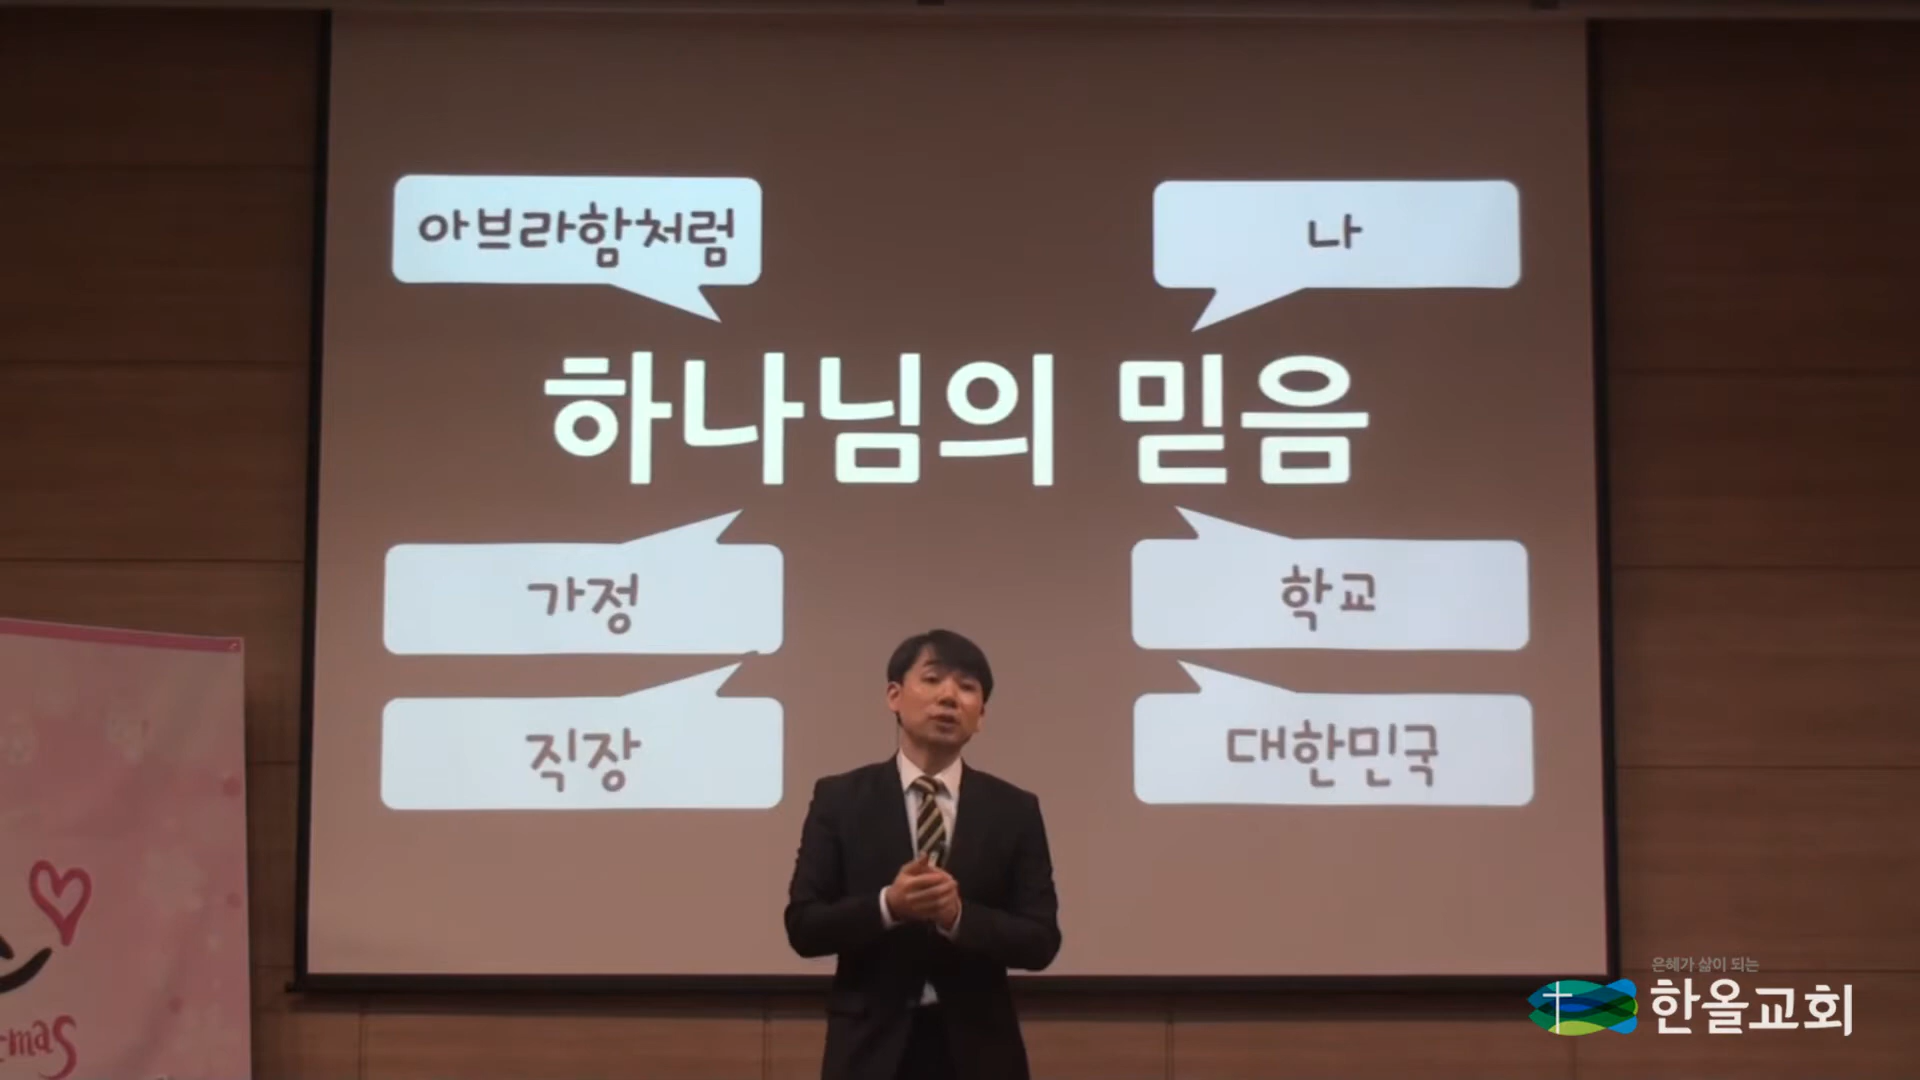 아브라함처럼
나
하나님의 믿음
가정
학교
직장
대한민국
은혜가 삶이 되는
한올교회